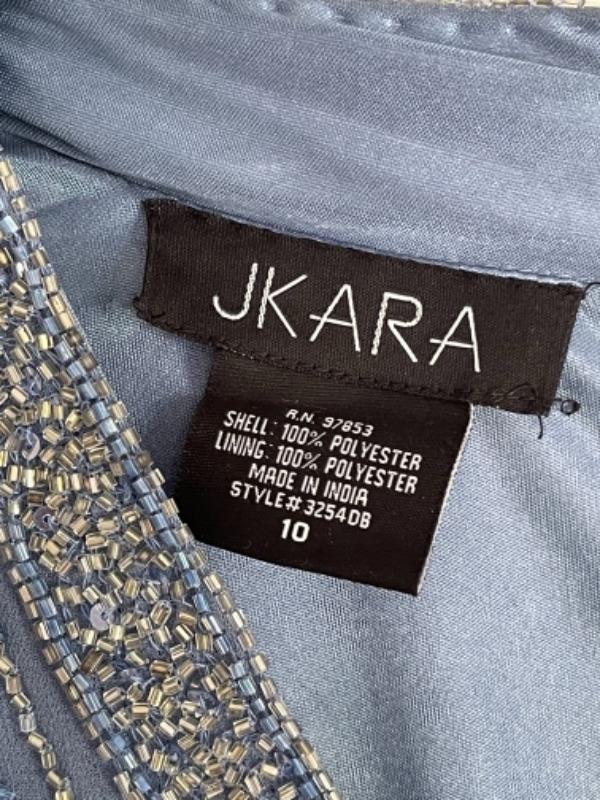 JKARA
R.N. 97853
SHELL: 100% POLYESTER
LINING: 100% POLYESTER
MADE IN INDIA
STYLE# 3254DB
10